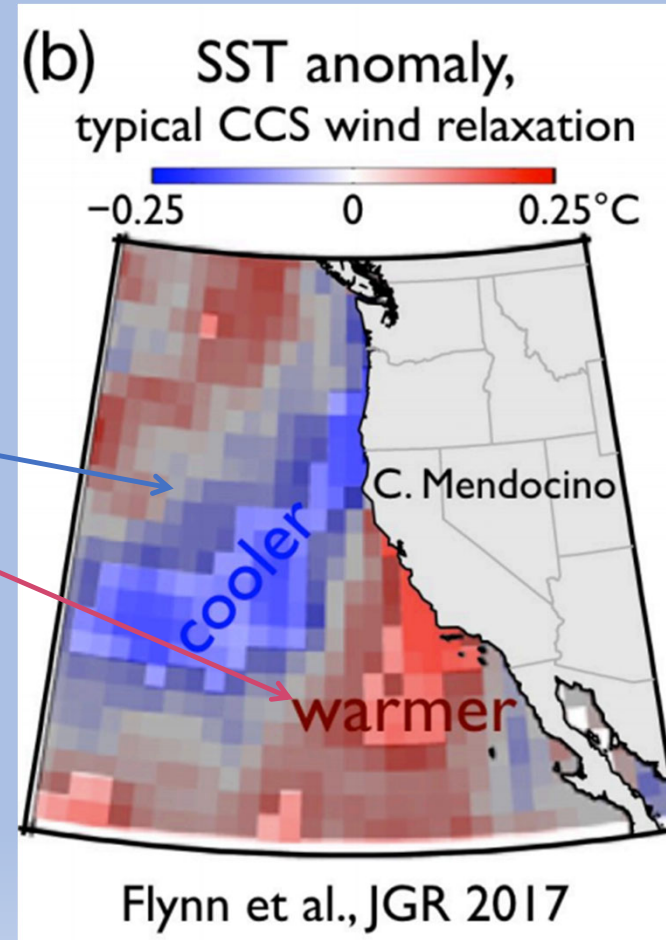 (b) SST anomaly,
typical CCS wind relaxation
−0.25 0 0.25°C
C. Mendocino
cooler
warmer
Flynn et al., JGR 2017